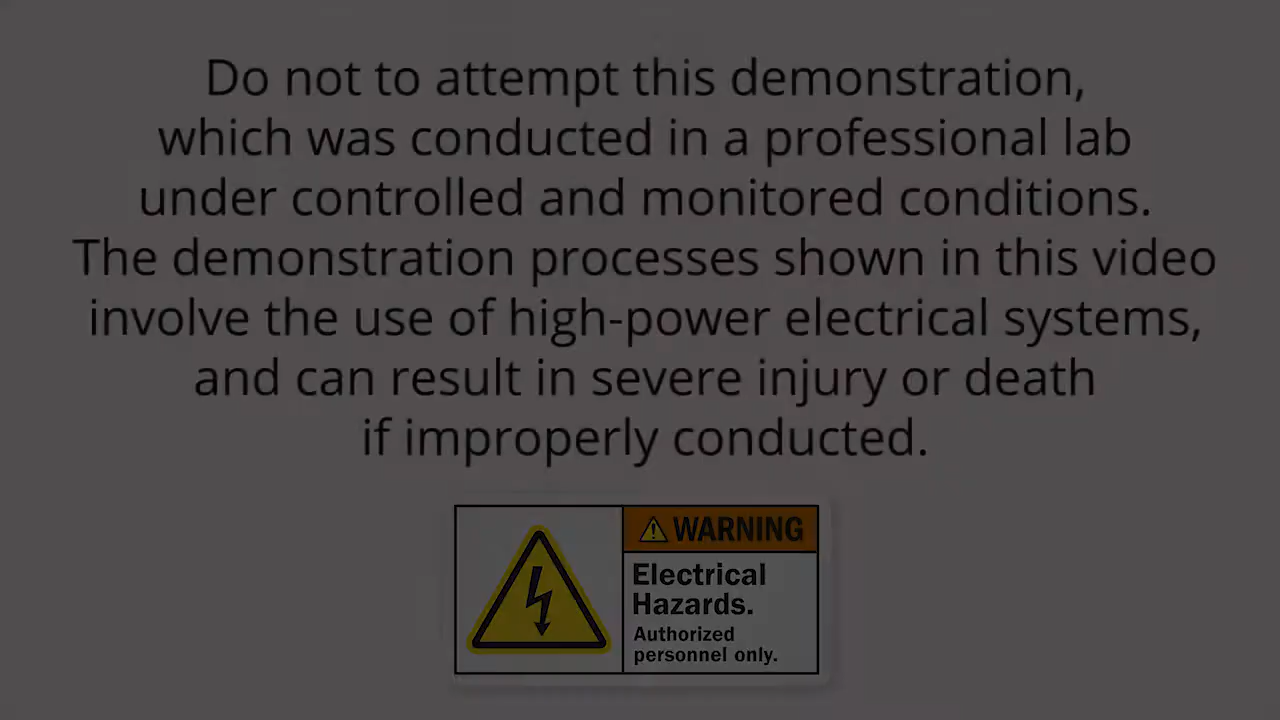 Do not to attempt this demonstration,
which was conducted in a professional lab
under controlled and monitored conditions.
The demonstration processes shown in this video
involve the use of high-power electrical systems,
and can result in severe injury or death
if improperly conducted.
WARNING
Electrical
Hazards.
Authorized
personnel only.